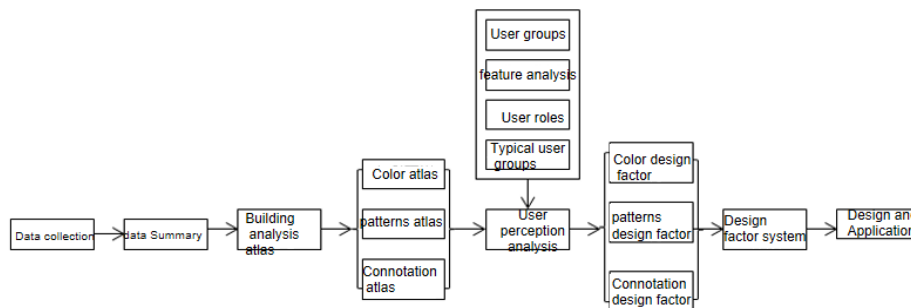 User groups
feature analysis
User roles
Typical user
groups
Color atlas
patterns atlas
Connotation
atlas
Color design
factor
patterns
design factor
Connotation
design factor
Data collection
data Summary
Building
analysis
atlas
User
perception
analysis
Design
factor system
Design and
Application